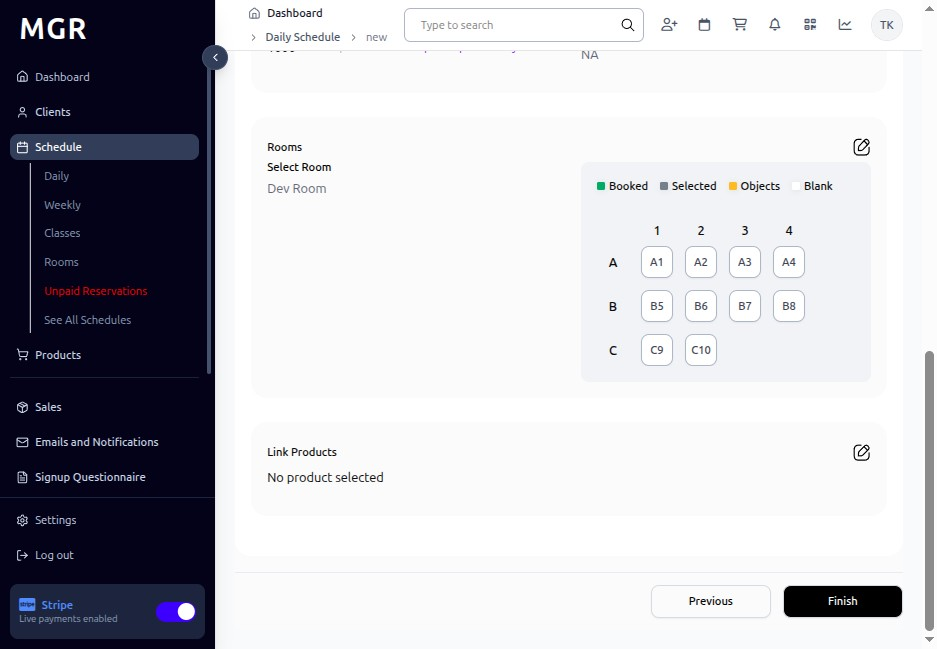 MGR
Dashboard
Clients
Schedule
Daily
Weekly
Classes
Rooms
Unpaid Reservations
See All Schedules
Products
Sales
Emails and Notifications
Signup Questionnaire
Settings
Log out
stripe
Stripe
Live payments enabled
Dashboard
Daily Schedule
new
Type to search
TK
NA
Rooms
Select Room
Dev Room
Booked Selected Objects Blank
1 2 3 4
A A1 A2 A3 A4
B B5 B6 B7 B8
C C9 C10
Link Products
No product selected
Previous
Finish